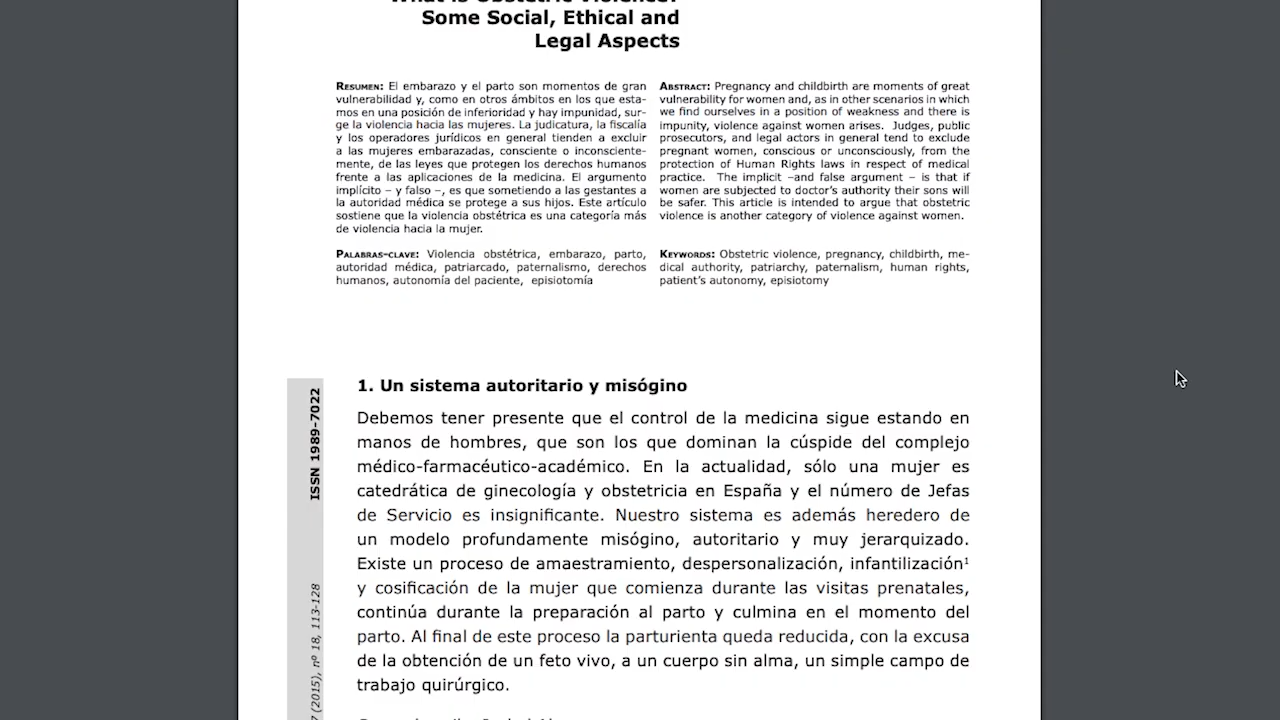 What is Obstetric Violence?
Some Social, Ethical and
Legal Aspects
Resumen: El embarazo y el parto son momentos de gran
vulnerabilidad y, como en otros ámbitos en los que esta-
mos en una posición de inferioridad y hay impunidad, sur-
ge la violencia hacia las mujeres. La judicatura, la fiscalía
y los operadores jurídicos en general tienden a excluir
a las mujeres embarazadas, consciente o inconsciente-
mente, de las leyes que protegen los derechos humanos
frente a las aplicaciones de la medicina. El argumento
implícito – y falso –, es que sometiendo a las gestantes a
la autoridad médica se protege a sus hijos. Este artículo
sostiene que la violencia obstétrica es una categoría más
de violencia hacia la mujer.
Palabras-clave: Violencia obstétrica, embarazo, parto,
autoridad médica, patriarcado, paternalismo, derechos
humanos, autonomía del paciente, episiotomía
Abstract: Pregnancy and childbirth are moments of great
vulnerability for women and, as in other scenarios in which
we find ourselves in a position of weakness and there is
impunity, violence against women arises. Judges, public
prosecutors, and legal actors in general tend to exclude
pregnant women, conscious or unconsciously, from the
protection of Human Rights laws in respect of medical
practice. The implicit –and false argument – is that if
women are subjected to doctor's authority their sons will
be safer. This article is intended to argue that obstetric
violence is another category of violence against women.
Keywords: Obstetric violence, pregnancy, childbirth, me-
dical authority, patriarchy, paternalism, human rights,
patient's autonomy, episiotomy
1. Un sistema autoritario y misógino
Debemos tener presente que el control de la medicina sigue estando en
manos de hombres, que son los que dominan la cúspide del complejo
médico-farmacéutico-académico. En la actualidad, sólo una mujer es
catedrática de ginecología y obstetricia en España y el número de Jefas
de Servicio es insignificante. Nuestro sistema es además heredero de
un modelo profundamente misógino, autoritario y muy jerarquizado.
Existe un proceso de amaestramiento, despersonalización, infantilización¹
y cosificación de la mujer que comienza durante las visitas prenatales,
continúa durante la preparación al parto y culmina en el momento del
parto. Al final de este proceso la parturienta queda reducida, con la excusa
de la obtención de un feto vivo, a un cuerpo sin alma, un simple campo de
trabajo quirúrgico.
ISSN 1989-7022
7 (2015), nº 18, 113-128